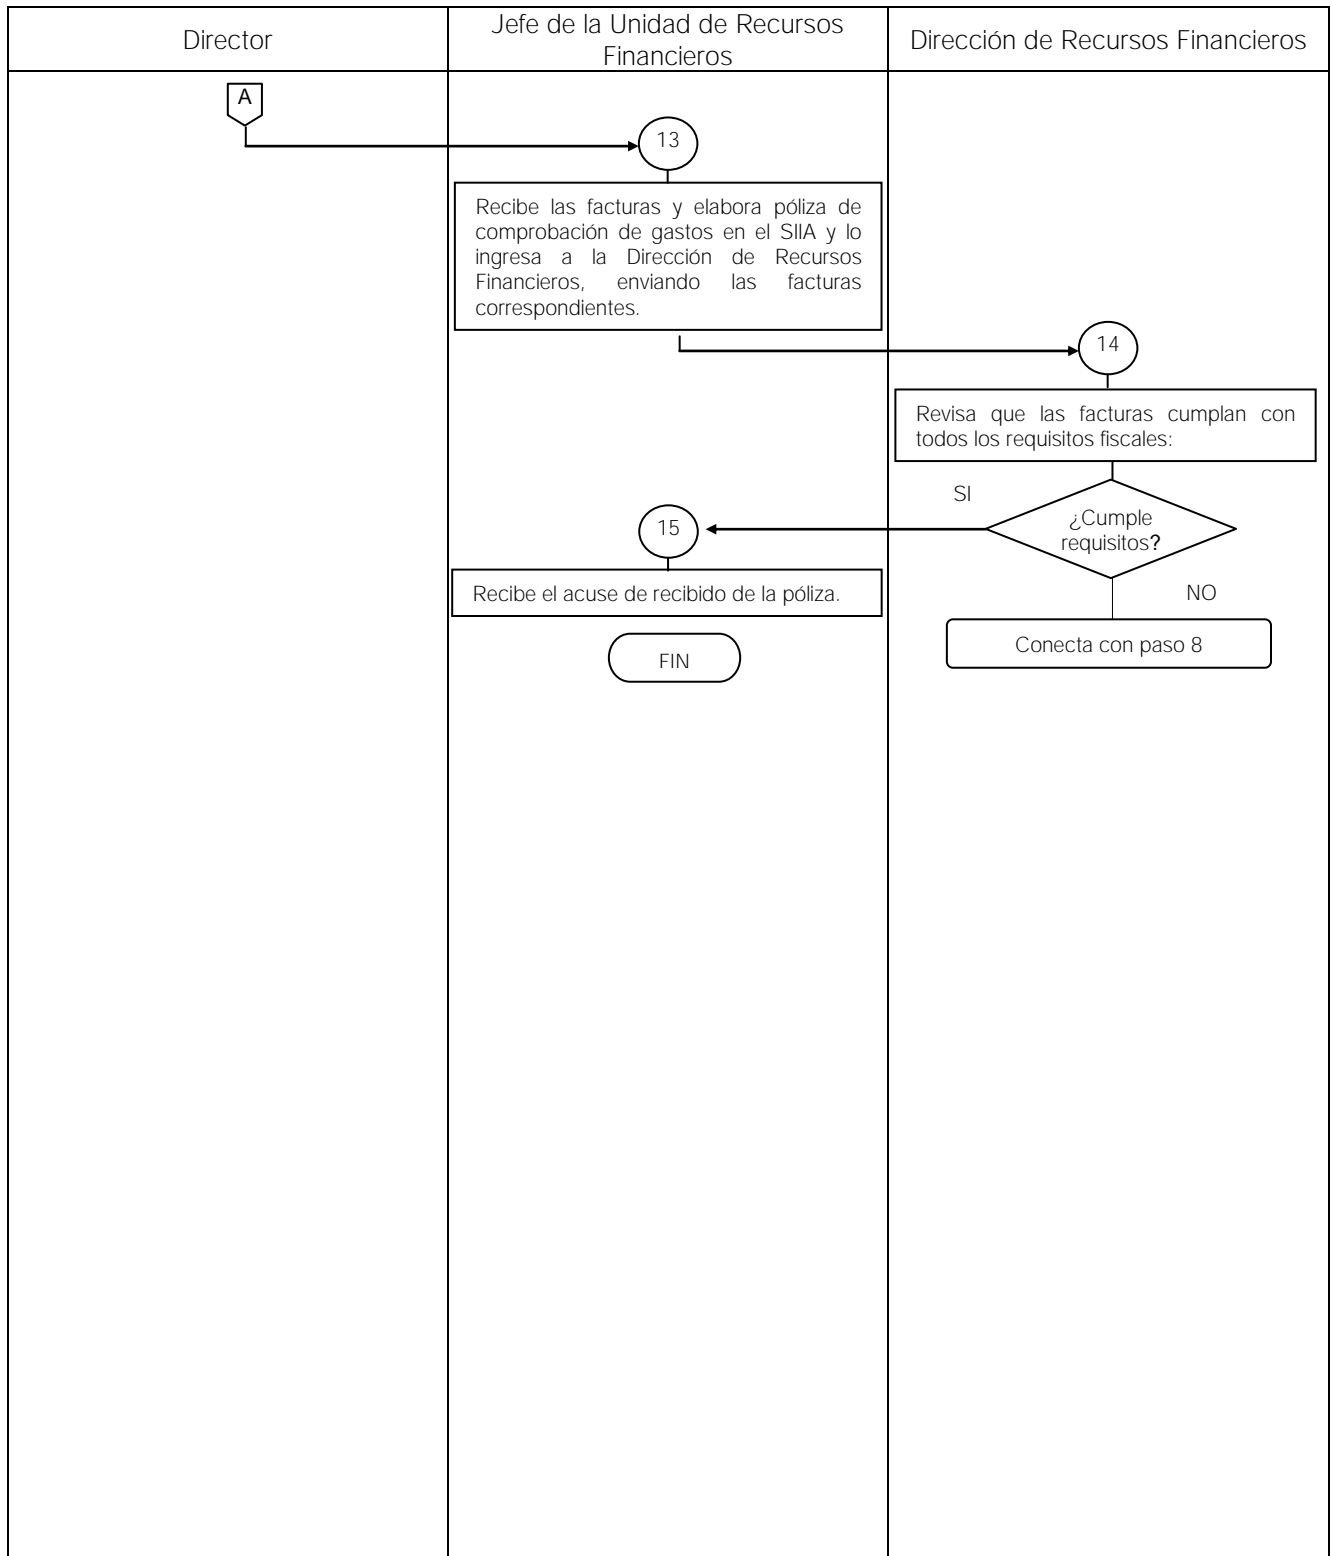 Director
Jefe de la Unidad de Recursos
Financieros
Dirección de Recursos Financieros
A
13
Recibe las facturas y elabora póliza de
comprobación de gastos en el SIIA y lo
ingresa a la Dirección de Recursos
Financieros, enviando las facturas
correspondientes.
14
Revisa que las facturas cumplan con
todos los requisitos fiscales:
SI
¿Cumple
requisitos?
15
Recibe el acuse de recibido de la póliza.
NO
Conecta con paso 8
FIN